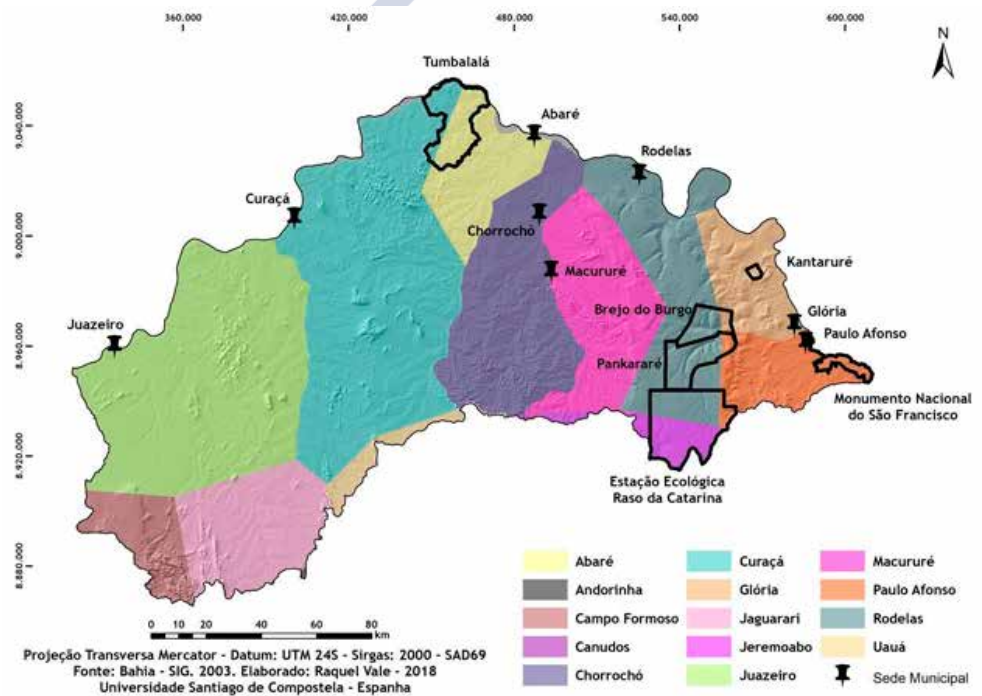 360.000 420.000 480.000 540.000 600.000
N
9.040.000
9.000.000
8.960.000
8.920.000
8.880.000
Tumbalalá
Abaré
Rodelas
Curaçá
Chorrochó
Macururé
Kantaruré
Brejo do Burgo
Glória
Juazeiro
Paulo Afonso
Pankararé
Monumento Nacional
do São Francisco
Estação Ecológica
Raso da Catarina
Abaré
Andorinha
Campo Formoso
Canudos
Chorrochó
Curaçá
Glória
Jaguarari
Jeremoabo
Juazeiro
Macururé
Paulo Afonso
Rodelas
Uauá
Sede Municipal
0 10 20 40 60 80
km
Projeção Transversa Mercator - Datum: UTM 24S - Sirgas: 2000 - SAD69
Fonte: Bahia - SIG. 2003. Elaborado: Raquel Vale - 2018
Universidade Santiago de Compostela - Espanha